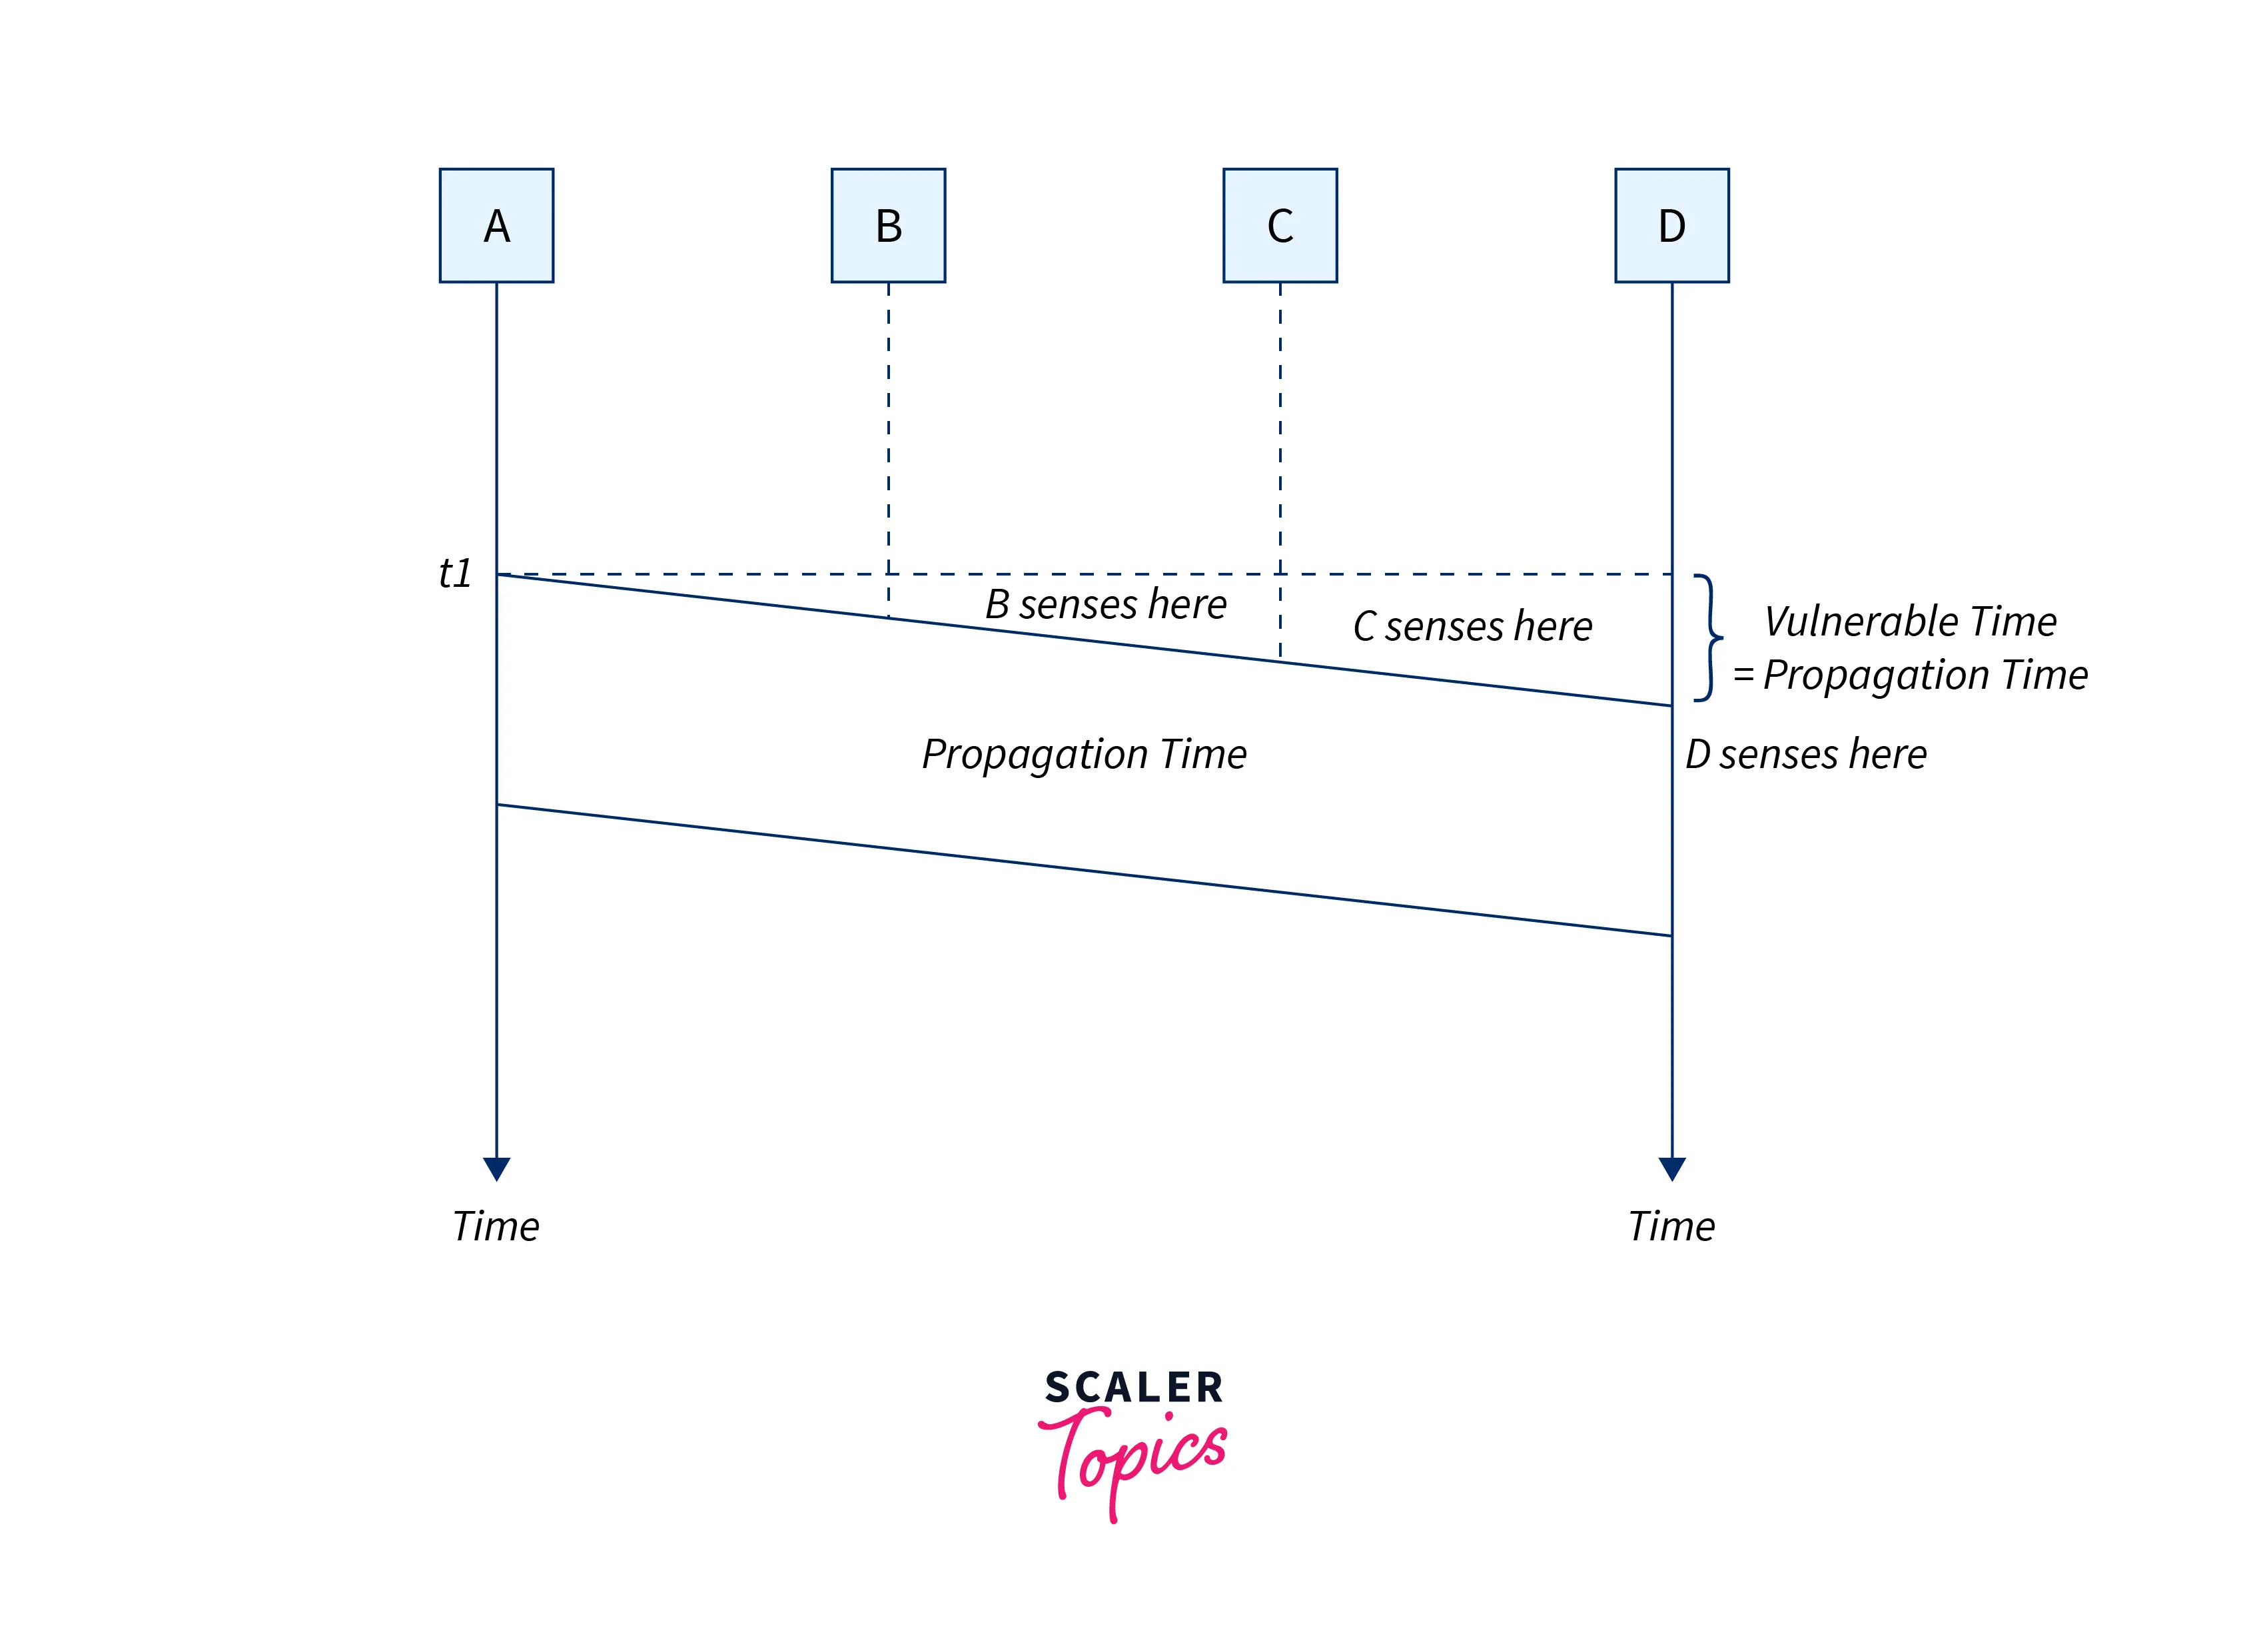 A
B
C
D
t1
B senses here
C senses here
Vulnerable Time
= Propagation Time
Propagation Time
D senses here
Time
Time
SCALER
Topics